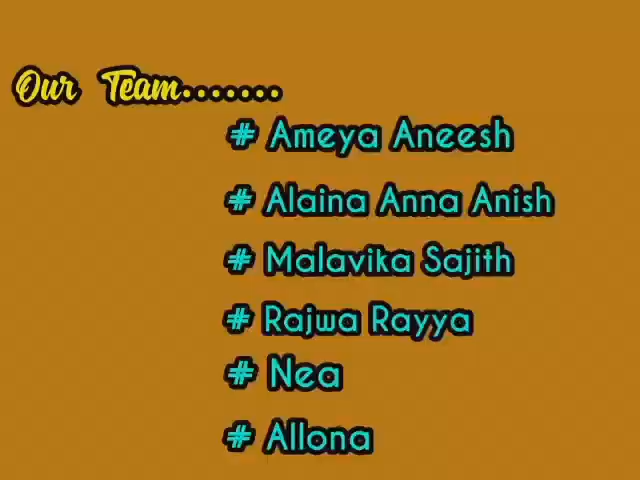 Our Team.......
# Ameya Aneesh
# Alaina Anna Anish
# Malavika Sajith
# Rajwa Rayya
# Nea
# Allona